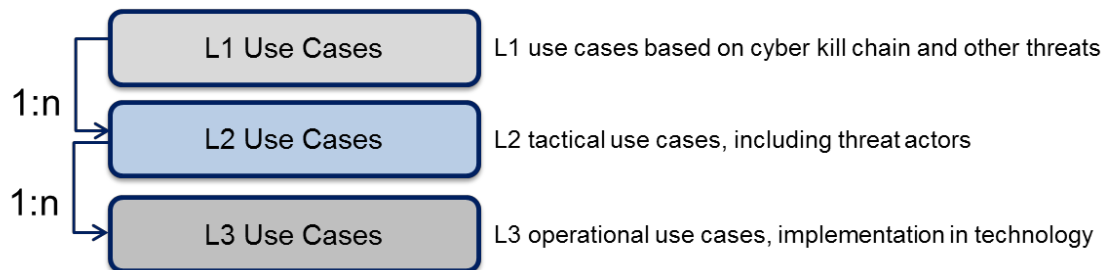 L1 Use Cases
L1 use cases based on cyber kill chain and other threats
1:n
L2 Use Cases
L2 tactical use cases, including threat actors
1:n
L3 Use Cases
L3 operational use cases, implementation in technology